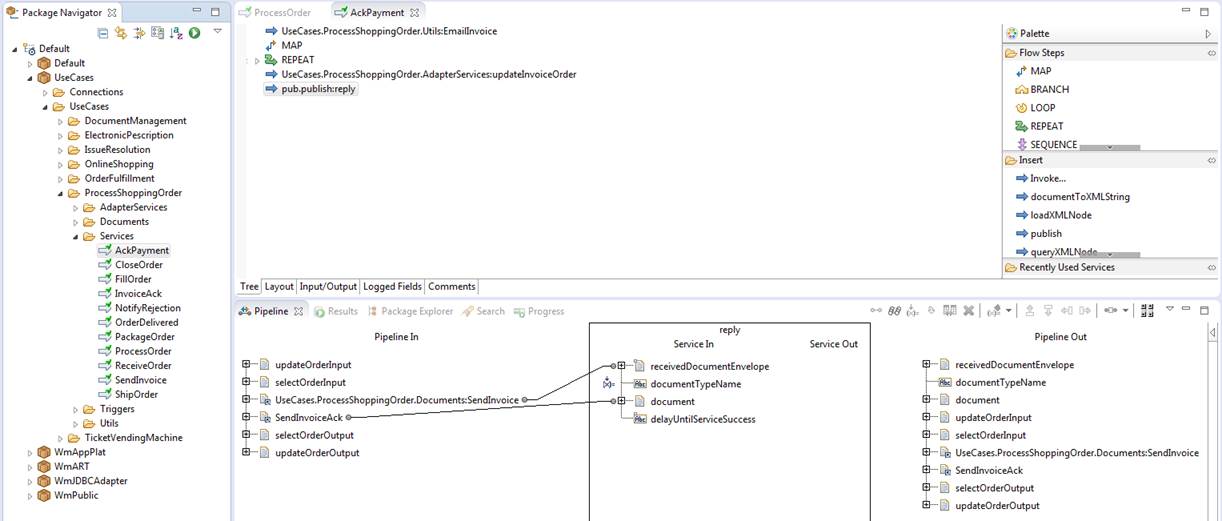 Package Navigator
Default
Default
UseCases
Connections
UseCases
DocumentManagement
ElectronicPescription
IssueResolution
OnlineShopping
OrderFulfillment
ProcessShoppingOrder
AdapterServices
Documents
Services
AckPayment
CloseOrder
FillOrder
InvoiceAck
NotifyRejection
OrderDelivered
PackageOrder
ProcessOrder
ReceiveOrder
SendInvoice
ShipOrder
Triggers
Utils
TicketVendingMachine
WmAppPlat
WmART
WmJDBCAdapter
WmPublic
ProcessOrder AckPayment
UseCases.ProcessShoppingOrder.Utils:EmailInvoice
MAP
REPEAT
UseCases.ProcessShoppingOrder.AdapterServices:updateInvoiceOrder
pub.publish:reply
Palette
Flow Steps
MAP
BRANCH
LOOP
REPEAT
SEQUENCE
Insert
Invoke...
documentToXMLString
loadXMLNode
publish
queryXMLNode
Recently Used Services
Tree Layout Input/Output Logged Fields Comments
Pipeline Results Package Explorer Search Progress
Pipeline In
updateOrderInput
selectOrderInput
UseCases.ProcessShoppingOrder.Documents:SendInvoice
SendInvoiceAck
selectOrderOutput
updateOrderOutput
reply
Service In Service Out
receivedDocumentEnvelope
Abc documentTypeName
document
Abc delayUntilServiceSuccess
Pipeline Out
receivedDocumentEnvelope
Abc documentTypeName
document
updateOrderInput
selectOrderInput
UseCases.ProcessShoppingOrder.Documents:SendInvoice
SendInvoiceAck
selectOrderOutput
updateOrderOutput